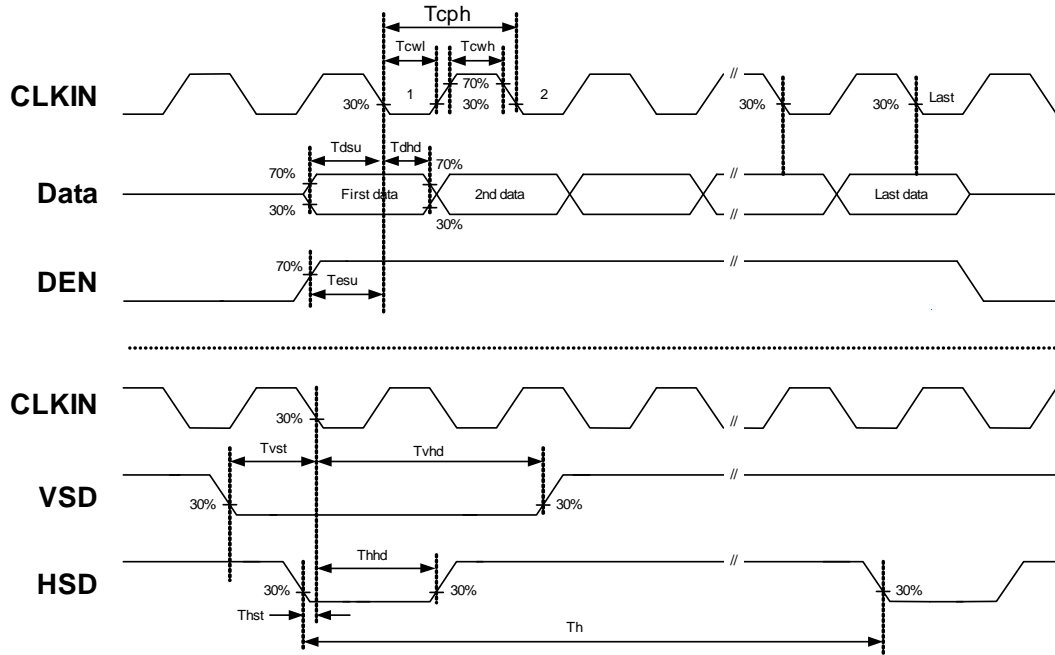 Tcph
Tcwl Tcwh
CLKIN 30% 1 70% 30% 2 // 30% 30% Last
Tdsu Tdhd
70% 70%
Data First data 2nd data // // Last data
30% 30%
DEN 70% Tesu //
CLKIN 30% //
Tvst Tvhd
VSD 30% 30% //
HSD 30% Thhd 30% // 30%
Thst
Th